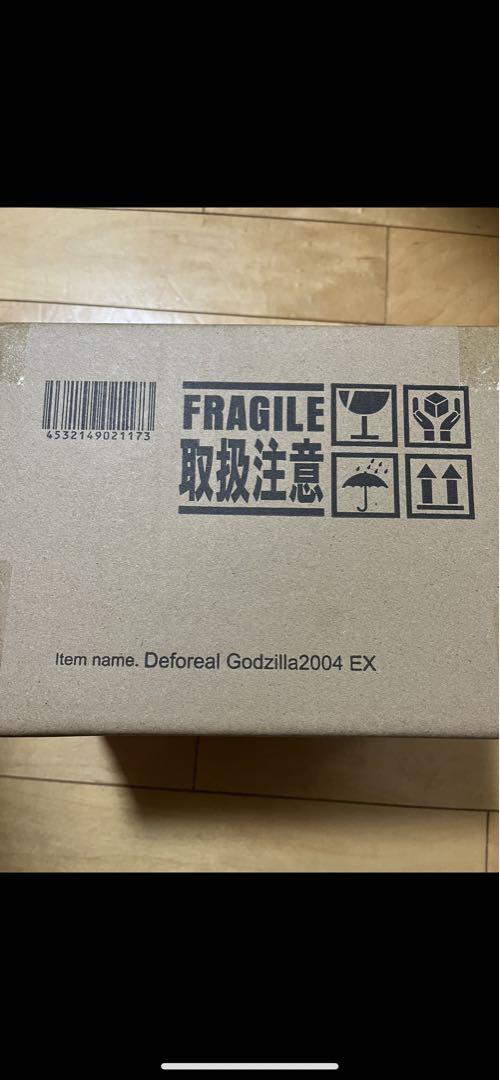 4532149021173
FRAGILE
取扱注意
Item name. Deforeal Godzilla2004 EX